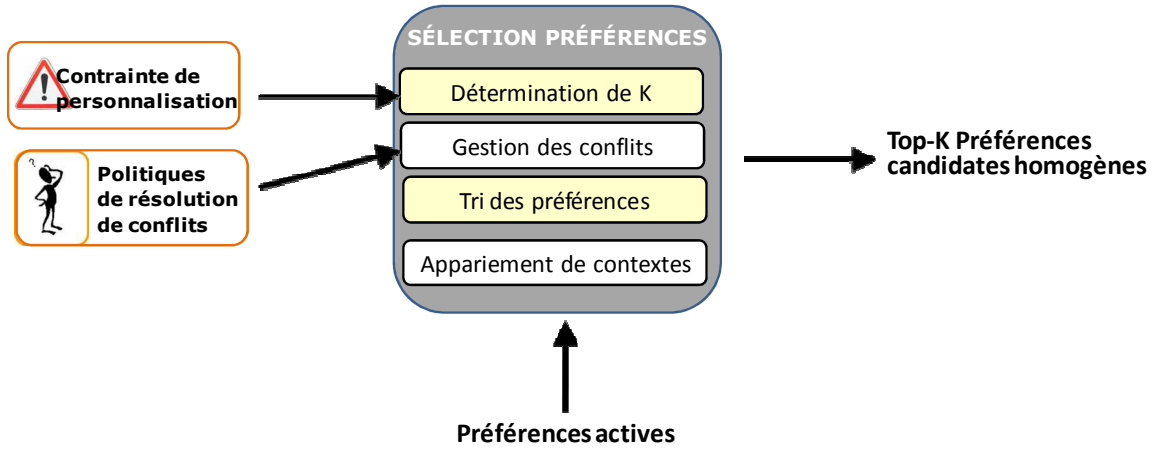 SÉLECTION PRÉFÉRENCES
Contrainte de
personnalisation
Détermination de K
Gestion des conflits
Tri des préférences
Appariement de contextes
?
Politiques
de résolution
de conflits
Top-K Préférences
candidates homogènes
Préférences actives